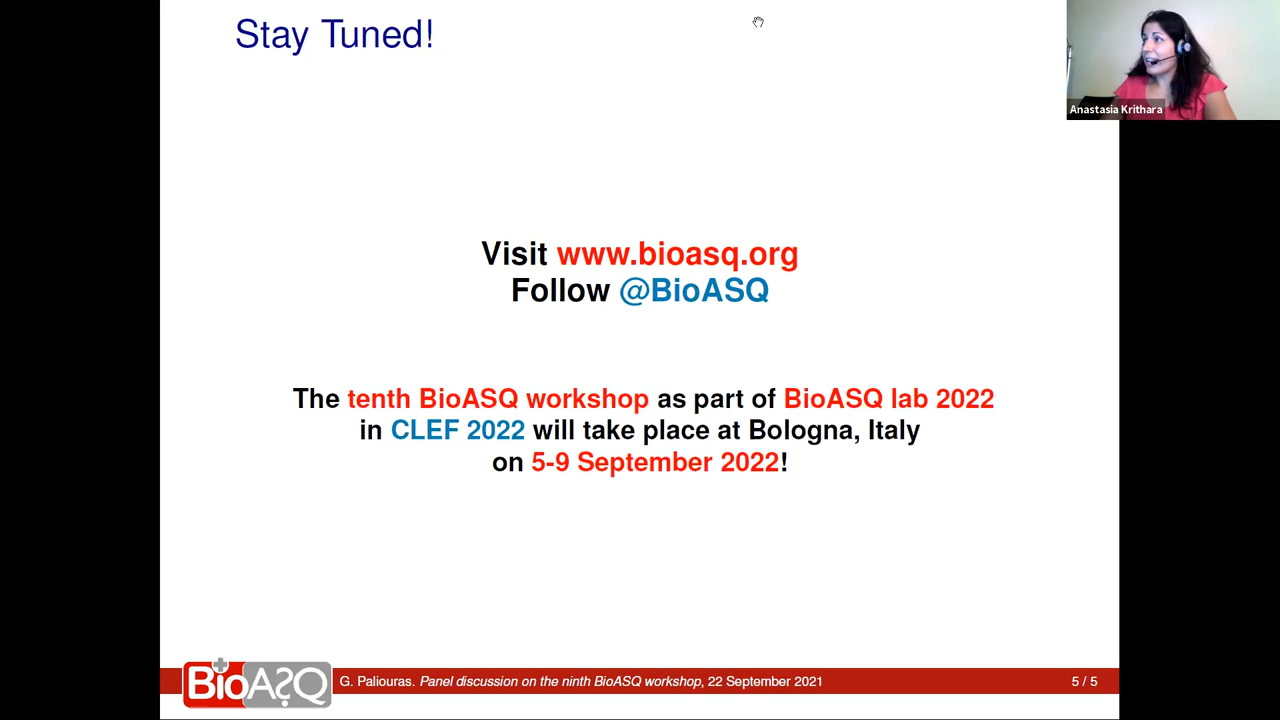 Stay Tuned!
Anastasia Krithara
Visit www.bioasq.org
Follow @BioASQ
The tenth BioASQ workshop as part of BioASQ lab 2022
in CLEF 2022 will take place at Bologna, Italy
on 5-9 September 2022!
BioASQ
G. Paliouras. Panel discussion on the ninth BioASQ workshop, 22 September 2021
5 / 5